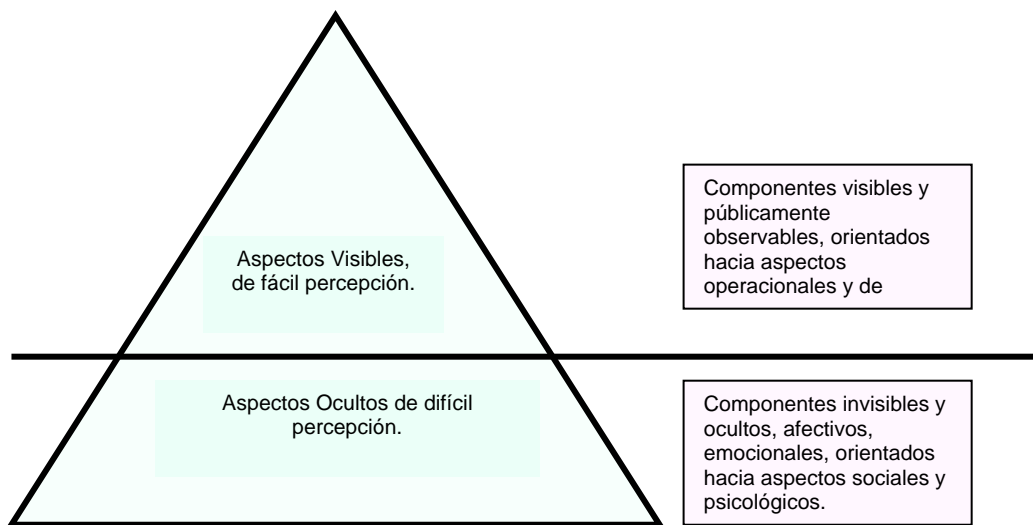 Aspectos Visibles,
de fácil percepción.
Componentes visibles y
públicamente
observables, orientados
hacia aspectos
operacionales y de
Aspectos Ocultos de difícil
percepción.
Componentes invisibles y
ocultos, afectivos,
emocionales, orientados
hacia aspectos sociales y
psicológicos.